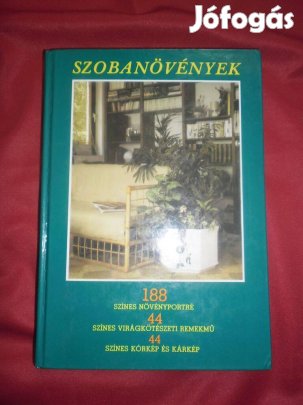 Jófogás
SZOBANÖVÉNYEK
188
SZÍNES NÖVÉNYPORTRÉ
44
SZÍNES VIRÁGKÖTÉSZETI REMEKMŰ
44
SZÍNES KÓRKÉP ÉS KÁRKÉP